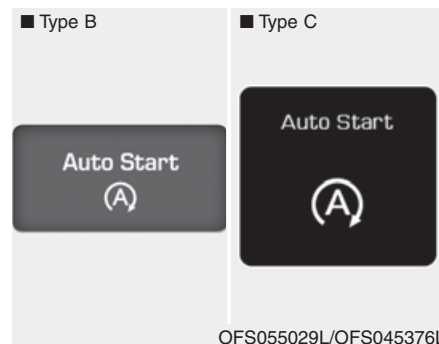 ■ Type B
■ Type C
Auto Start
A
Auto Start
A
OFS055029L/OFS045376L